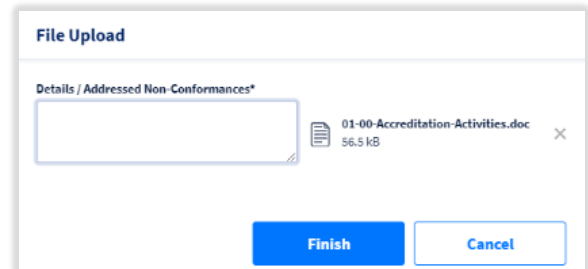 File Upload
Details / Addressed Non-Conformances*
01-00-Accreditation-Activities.doc
56.5 kB
Finish
Cancel